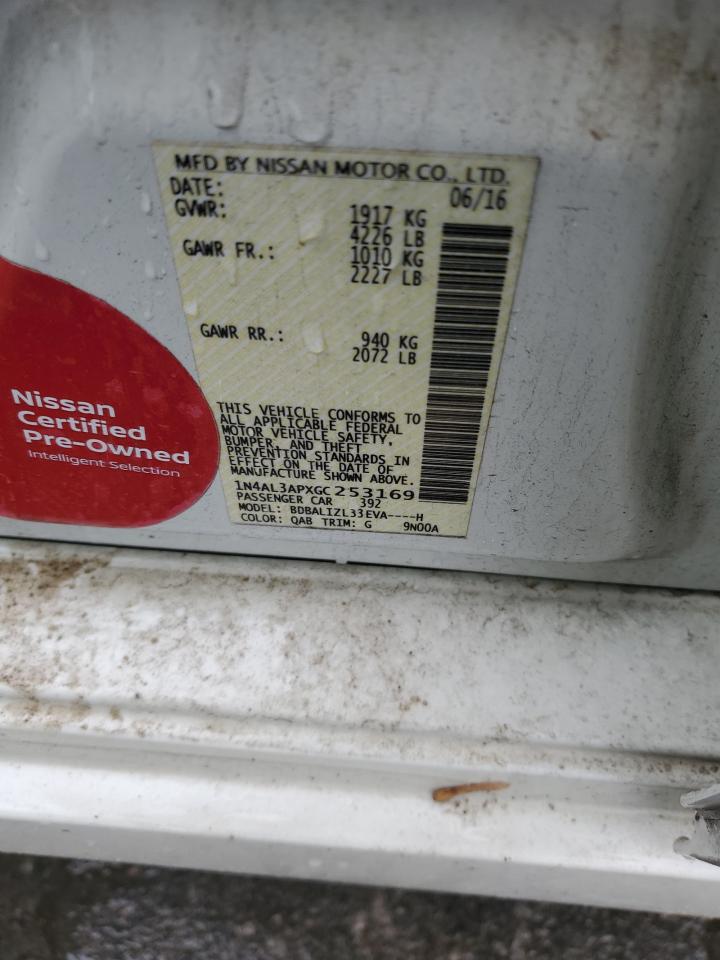 MFD BY NISSAN MOTOR CO., LTD.
DATE: 06/16
GVWR: 1917 KG
4226 LB
GAWR FR.: 1010 KG
2227 LB
GAWR RR.: 940 KG
2072 LB
THIS VEHICLE CONFORMS TO
ALL APPLICABLE FEDERAL
MOTOR VEHICLE SAFETY,
BUMPER, AND THEFT
PREVENTION STANDARDS IN
EFFECT ON THE DATE OF
MANUFACTURE SHOWN ABOVE.
1N4AL3APXGC253169
PASSENGER CAR 392
MODEL: BDBALIZL33EVA----H
COLOR: QAB TRIM: G 9N00A
Nissan
Certified
Pre-Owned
Intelligent Selection